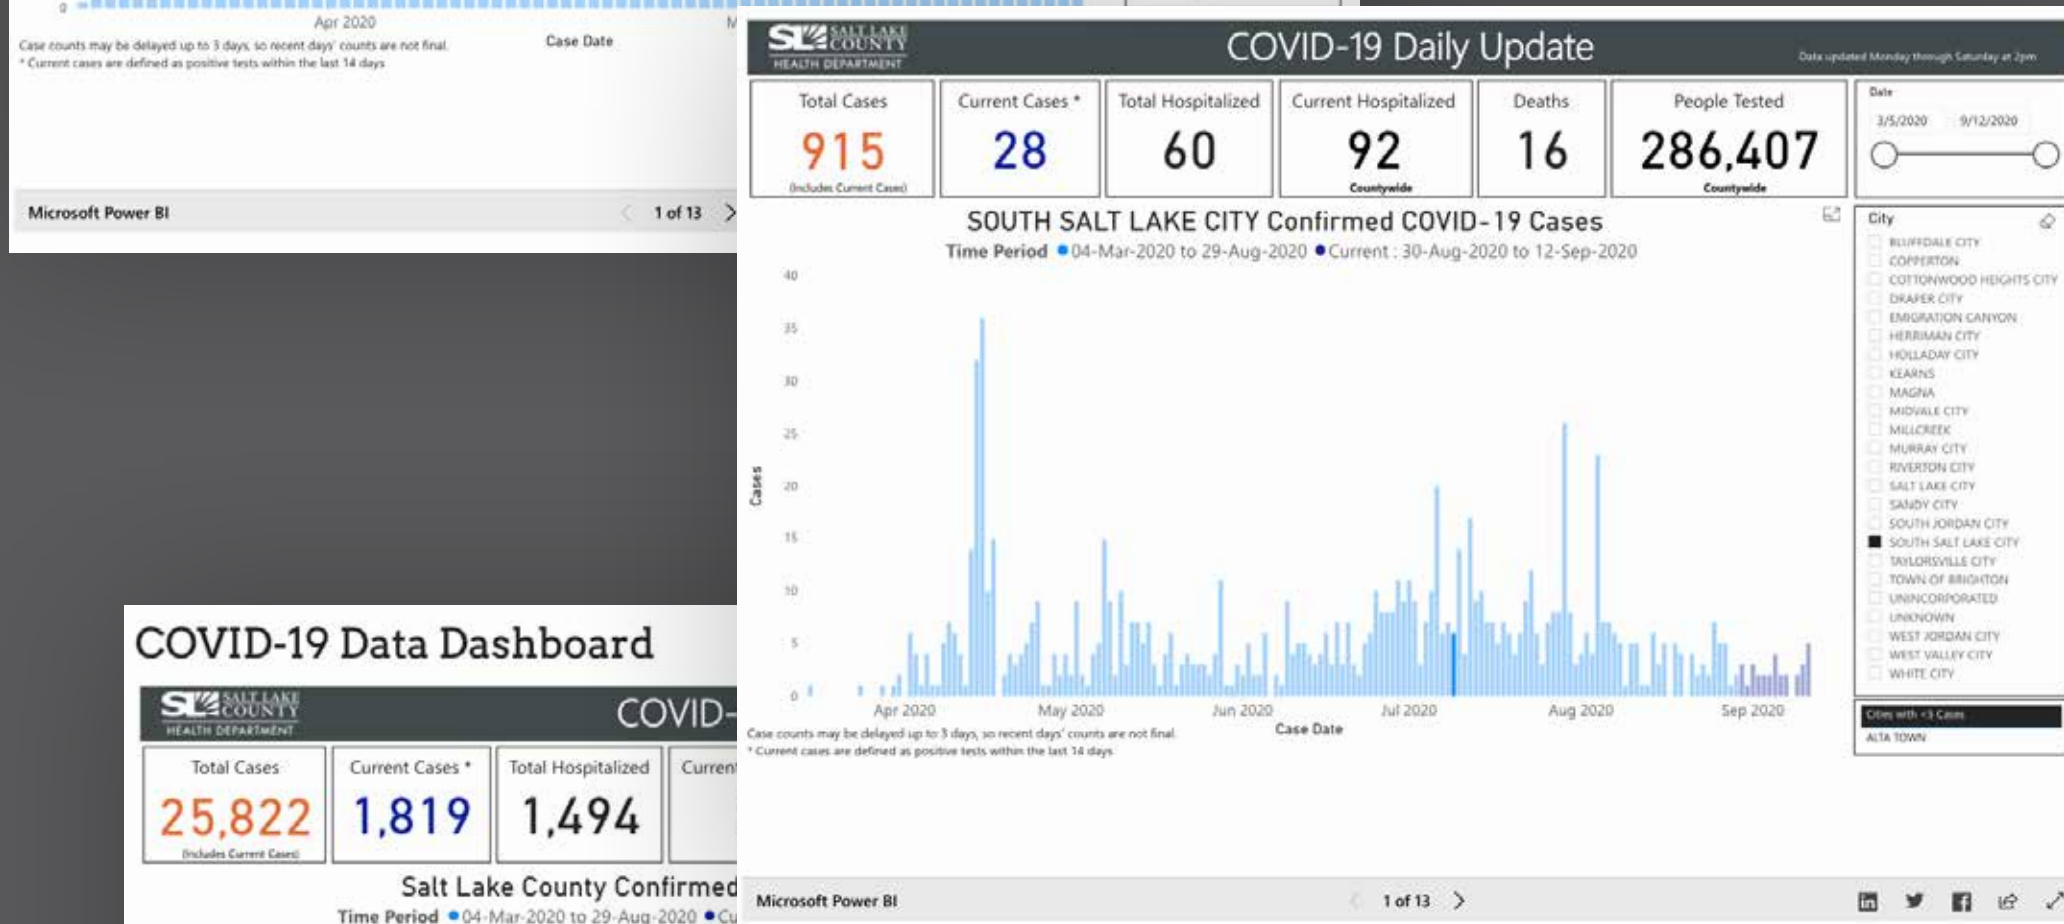 0
Apr 2020
Case Date
Case counts may be delayed up to 3 days, so recent days' counts are not final.
* Current cases are defined as positive tests within the last 14 days
Microsoft Power BI
1 of 13
SALT LAKE
COUNTY
HEALTH DEPARTMENT
COVID-19 Daily Update
Data updated Monday through Saturday at 2pm
Total Cases
915
(Includes Current Cases)
Current Cases *
28
Total Hospitalized
60
Current Hospitalized
92
Countywide
Deaths
16
People Tested
286,407
Countywide
Date
3/5/2020
9/12/2020
SOUTH SALT LAKE CITY Confirmed COVID-19 Cases
Time Period 04-Mar-2020 to 29-Aug-2020 Current : 30-Aug-2020 to 12-Sep-2020
City
BLUFFDALE CITY
COPPERTON
COTTONWOOD HEIGHTS CITY
DRAPER CITY
EMIGRATION CANYON
HERRIMAN CITY
HOLLADAY CITY
KEARNS
MAGNA
MIDVALE CITY
MILLCREEK
MURRAY CITY
RIVERTON CITY
SALT LAKE CITY
SANDY CITY
SOUTH JORDAN CITY
SOUTH SALT LAKE CITY
TAYLORSVILLE CITY
TOWN OF BRIGHTON
UNINCORPORATED
UNKNOWN
WEST JORDAN CITY
WEST VALLEY CITY
WHITE CITY
Cities with <3 Cases
ALTA TOWN
40
35
30
25
20
15
10
5
0
Cases
Apr 2020 May 2020 Jun 2020 Jul 2020 Aug 2020 Sep 2020
Case Date
Case counts may be delayed up to 3 days, so recent days' counts are not final.
* Current cases are defined as positive tests within the last 14 days
Microsoft Power BI
1 of 13
COVID-19 Data Dashboard
SALT LAKE
COUNTY
HEALTH DEPARTMENT
COVID-
Total Cases
25,822
(Includes Current Cases)
Current Cases *
1,819
Total Hospitalized
1,494
Current
Salt Lake County Confirmed
Time Period 04-Mar-2020 to 29-Aug-2020 Cu